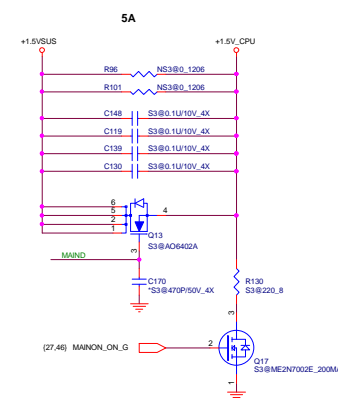 5A
+1.5VSUS
+1.5V_CPU
R96 NS3@0_1206
R101 NS3@0_1206
C148 S3@0.1U/10V_4X
C119 S3@0.1U/10V_4X
C139 S3@0.1U/10V_4X
C130 S3@0.1U/10V_4X
6
5
2
1
4
Q13
S3@AO6402A
3
MAIND
C170
*S3@470P/50V_4X
R130
S3@220_8
3
(27,46) MAINON_ON_G
2
Q17
S3@ME2N7002E_200MA
1